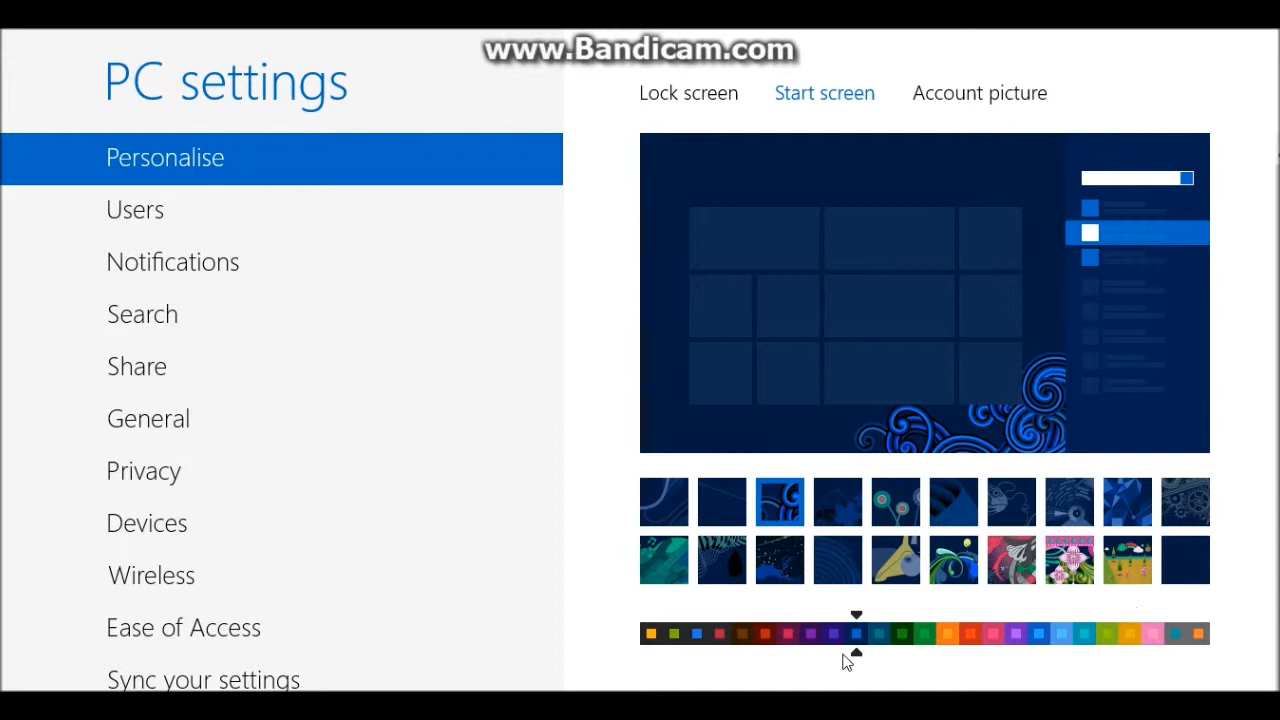 www.Bandicam.com
PC settings
Personalise
Users
Notifications
Search
Share
General
Privacy
Devices
Wireless
Ease of Access
Sync your settings
Lock screen Start screen Account picture